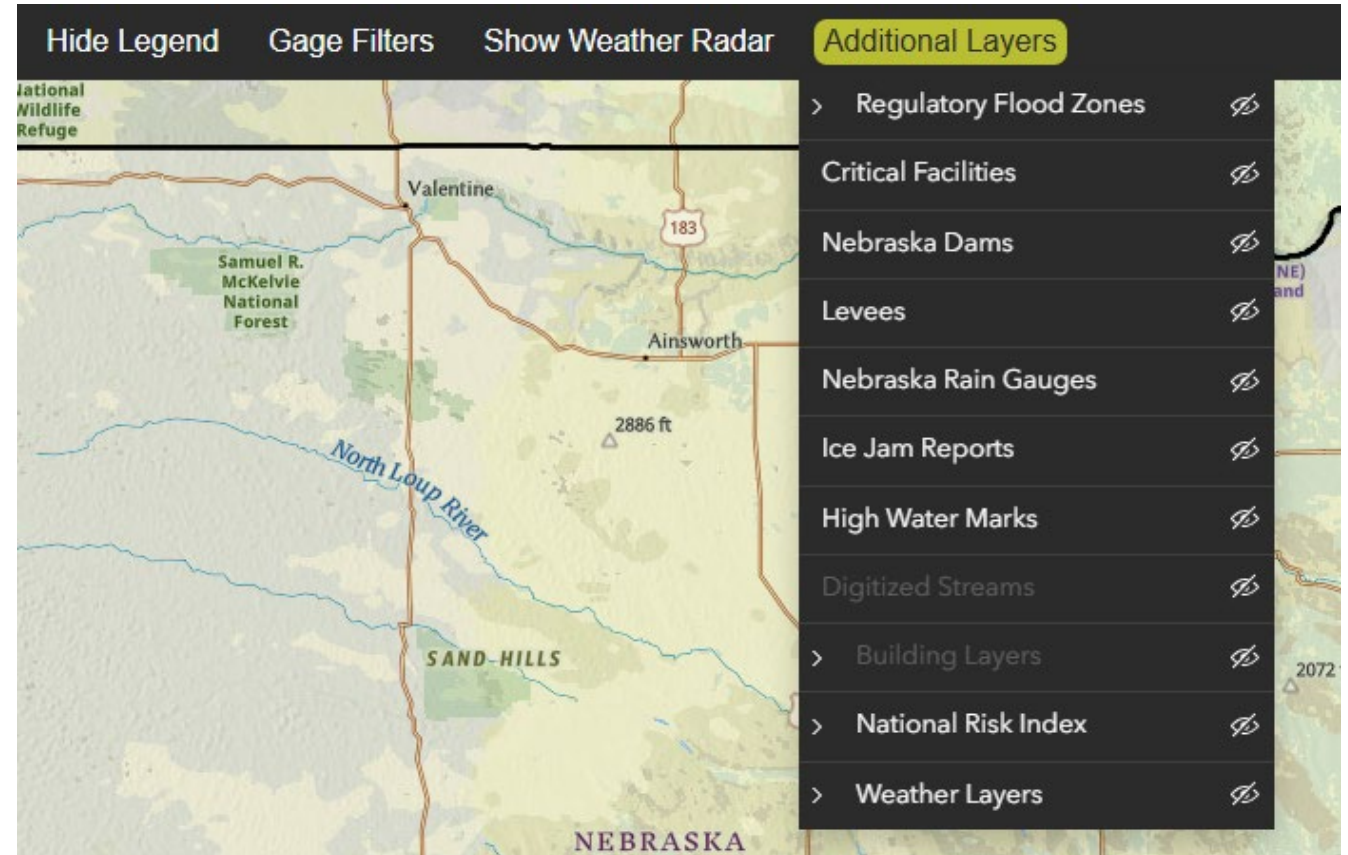 Hide Legend Gage Filters Show Weather Radar Additional Layers
National
Wildlife
Refuge
Valentine
183
Samuel R.
McKelvie
National
Forest
Ainsworth
2886 ft
North Loup River
SAND HILLS
NEBRASKA
Regulatory Flood Zones
Critical Facilities
Nebraska Dams
Levees
Nebraska Rain Gauges
Ice Jam Reports
High Water Marks
Digitized Streams
Building Layers
National Risk Index
Weather Layers
NE)
and
2072